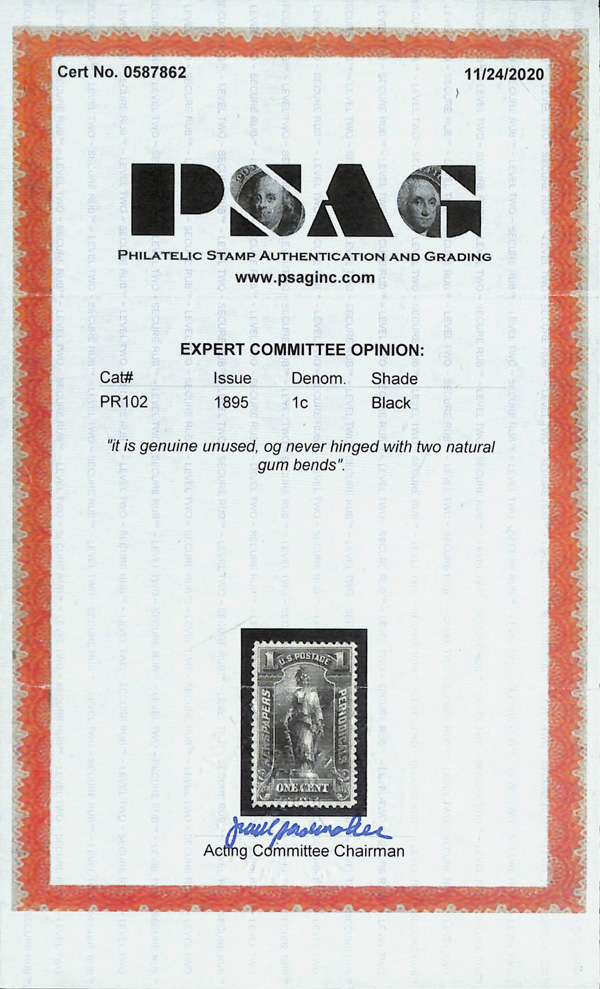 Cert No. 0587862 11/24/2020
PSAG
PHILATELIC STAMP AUTHENTICATION AND GRADING
www.psaginc.com
EXPERT COMMITTEE OPINION:
Cat# Issue Denom. Shade
PR102 1895 1c Black
"it is genuine unused, og never hinged with two natural
gum bends".
1 U.S. POSTAGE 1
NEWSPAPERS
PERIODICALS
ONE CENT
Acting Committee Chairman